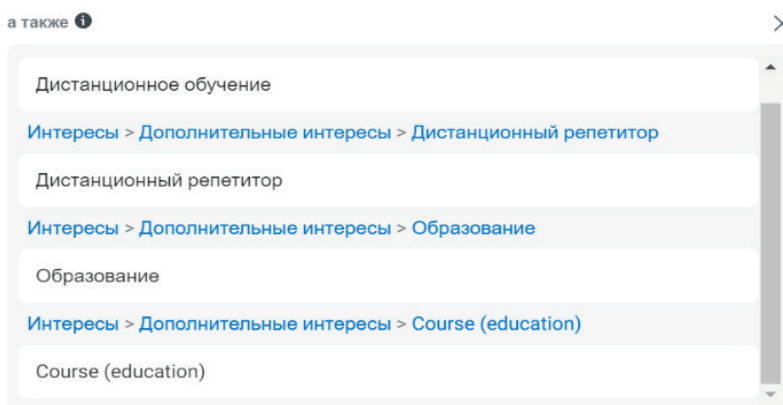 а также
Дистанционное обучение
Интересы > Дополнительные интересы > Дистанционный репетитор
Дистанционный репетитор
Интересы > Дополнительные интересы > Образование
Образование
Интересы > Дополнительные интересы > Course (education)
Course (education)